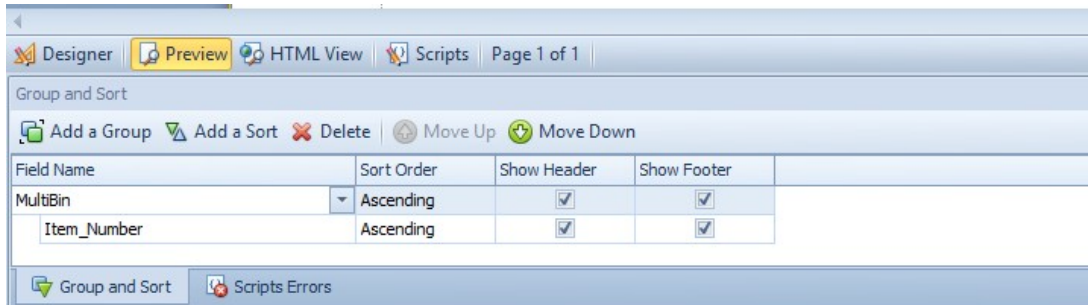 Designer Preview HTML View Scripts Page 1 of 1
Group and Sort
Add a Group Add a Sort Delete Move Up Move Down
Field Name Sort Order Show Header Show Footer
MultiBin Ascending
Item_Number Ascending
Group and Sort Scripts Errors